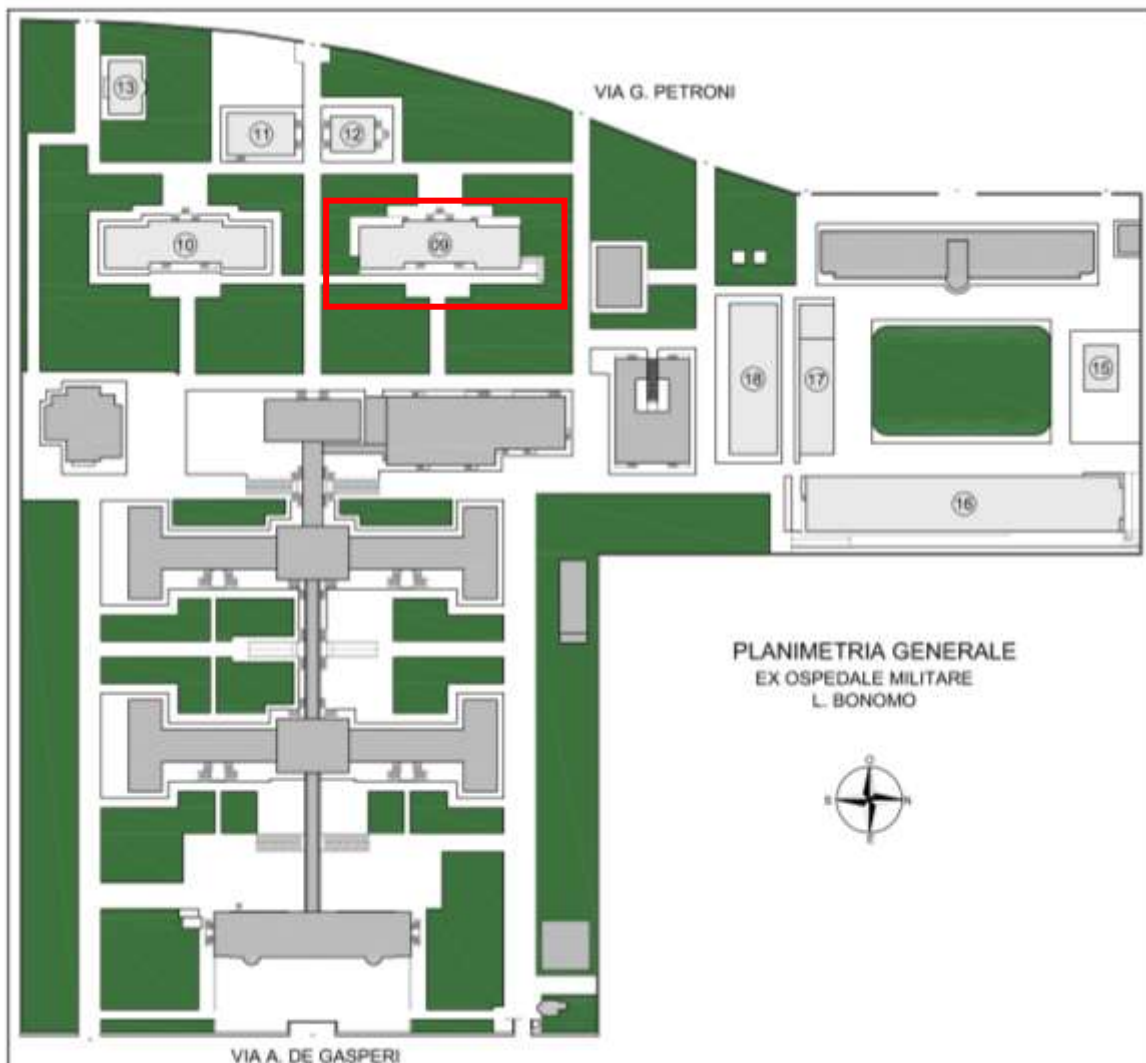 VIA G. PETRONI
13
11
12
10
09
15
18
17
16
PLANIMETRIA GENERALE
EX OSPEDALE MILITARE
L. BONOMO
O
S
N
E
VIA A. DE GASPERI